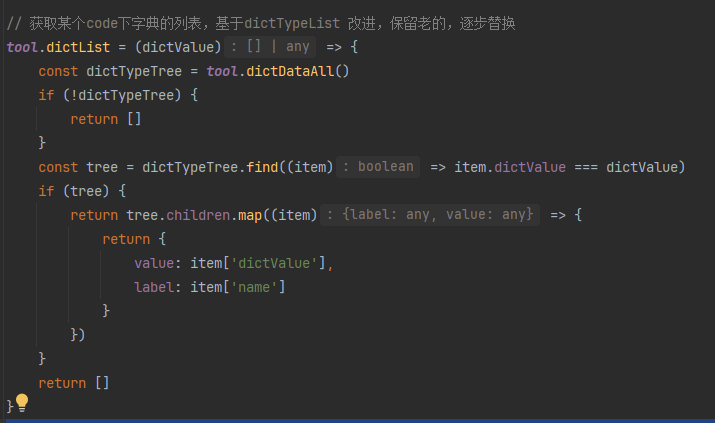 // 获取某个code下字典的列表，基于dictTypeList 改进，保留老的，逐步替换
tool.dictList = (dictValue) : [] | any => {
const dictTypeTree = tool.dictDataAll()
if (!dictTypeTree) {
return []
}
const tree = dictTypeTree.find((item) : boolean => item.dictValue === dictValue)
if (tree) {
return tree.children.map((item) : {label: any, value: any} => {
return {
value: item['dictValue'],
label: item['name']
}
})
}
return []
}